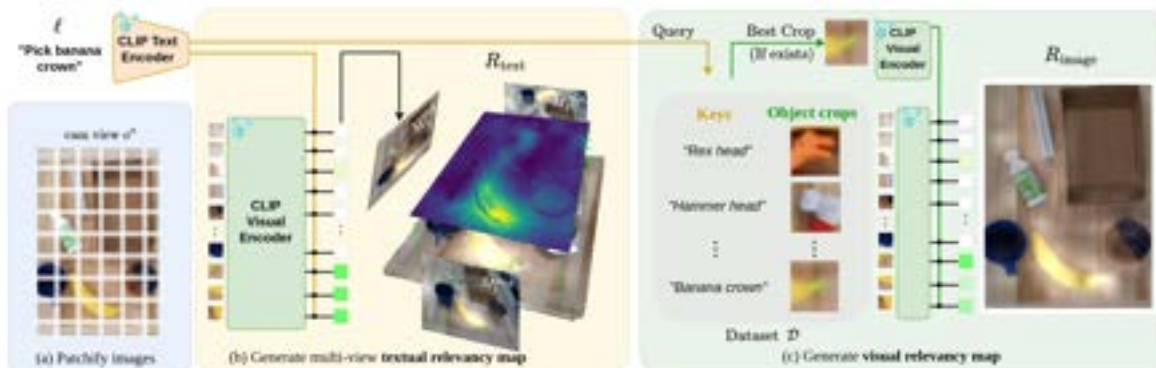 ℓ
"Pick banana
crown"
CLIP Text
Encoder
cam view oⁿ
(a) Patchify images
CLIP
Visual
Encoder
R_text
(b) Generate multi-view textual relevancy map
Query
Best Crop
(If exists)
CLIP
Visual
Encoder
R_image
Keys
Object crops
"Rex head"
"Hammer head"
⋮
"Banana crown"
Dataset 𝒟
(c) Generate visual relevancy map